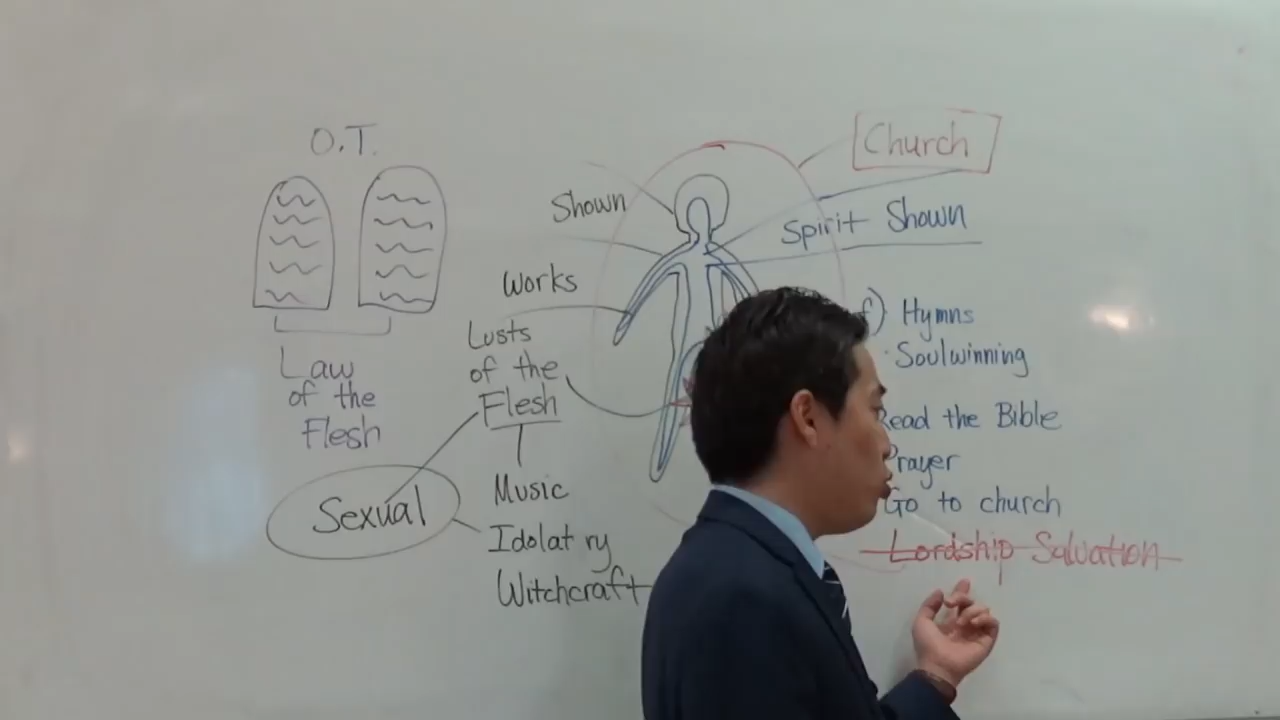 O.T.
Law
of the
Flesh
Sexual
Shown
Works
Lusts
of the
Flesh
Music
Idolatry
Witchcraft
Church
Spirit Shown
f) Hymns
Soulwinning
Read the Bible
Prayer
Go to church
Lordship Salvation